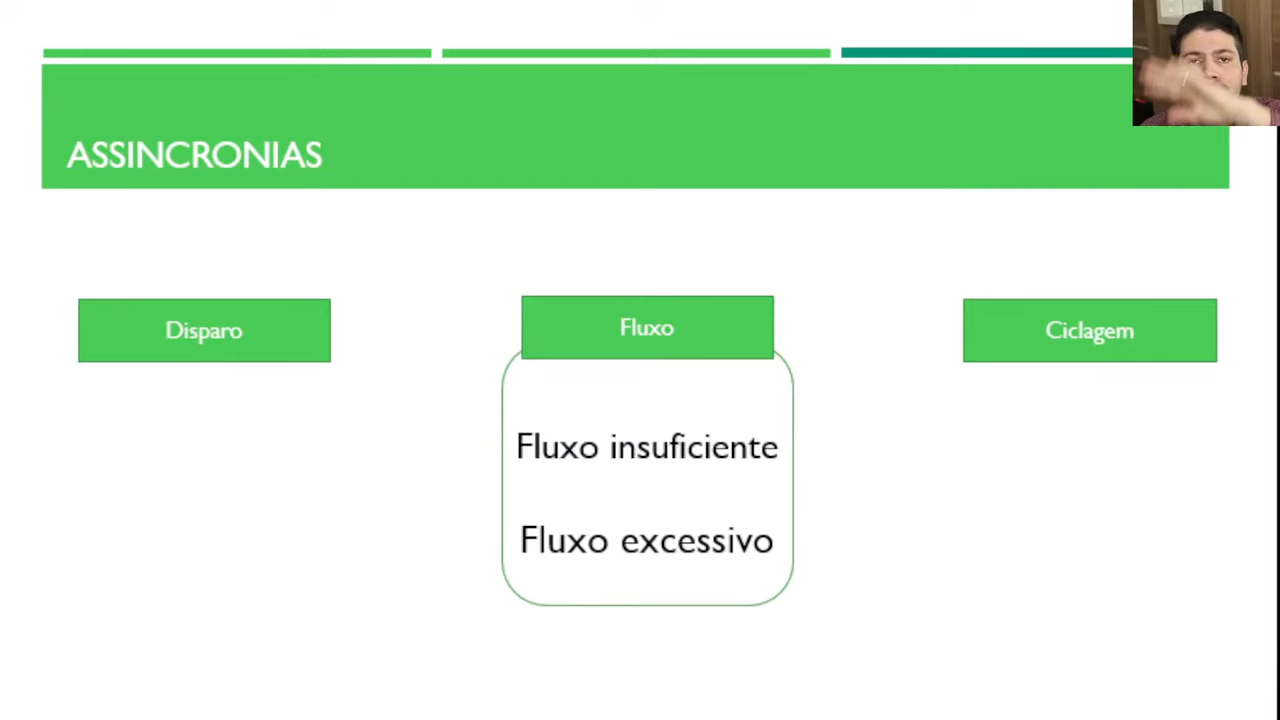 ASSINCRONIAS
Disparo
Fluxo
Ciclagem
Fluxo insuficiente
Fluxo excessivo